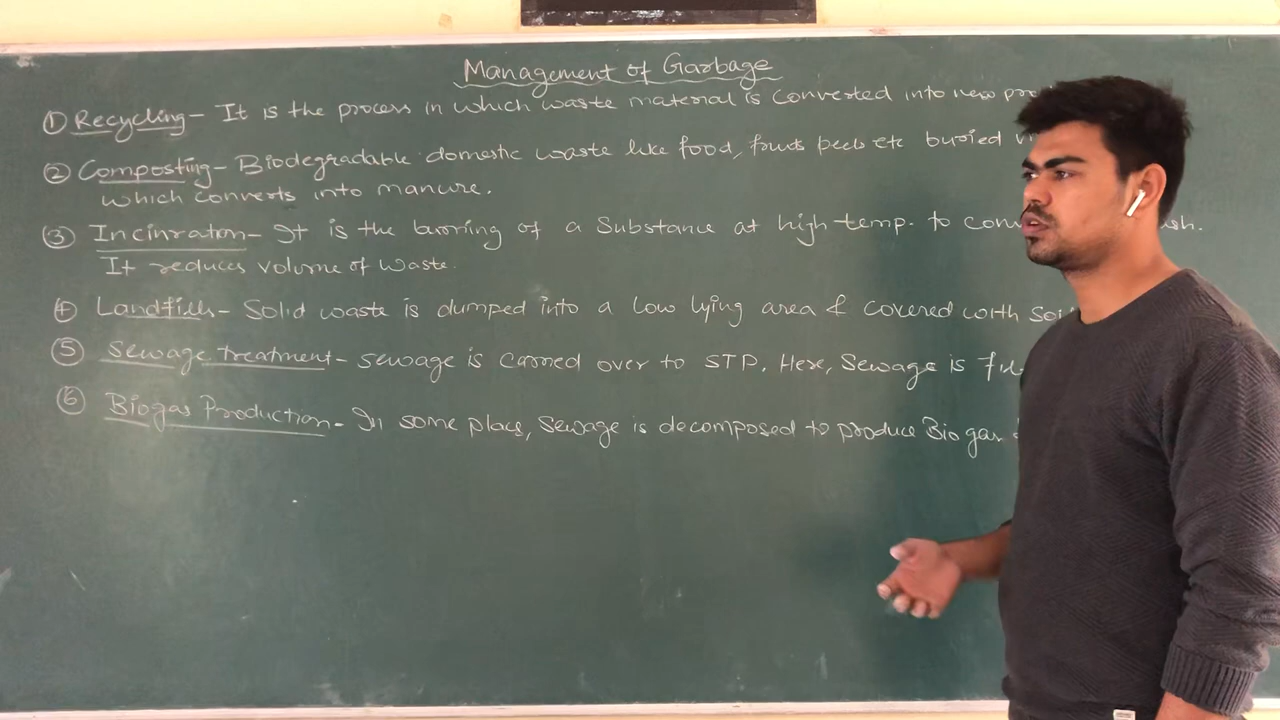 Management of Garbage
① Recycling- It is the process in which waste material is converted into new
② Composting- Biodegradable domestic waste like food, fruits peels etc buried
which converts into manure.
③ Incinration- It is the burning of a Substance at high temp. to
It reduces volume of waste.
④ Landfills- Solid waste is dumped into a low lying area & covered with
⑤ Sewage treatment- sewage is carried over to STP. Here, Sewage is
⑥ Biogas Production- In some places, Sewage is decomposed to produce Bio gas